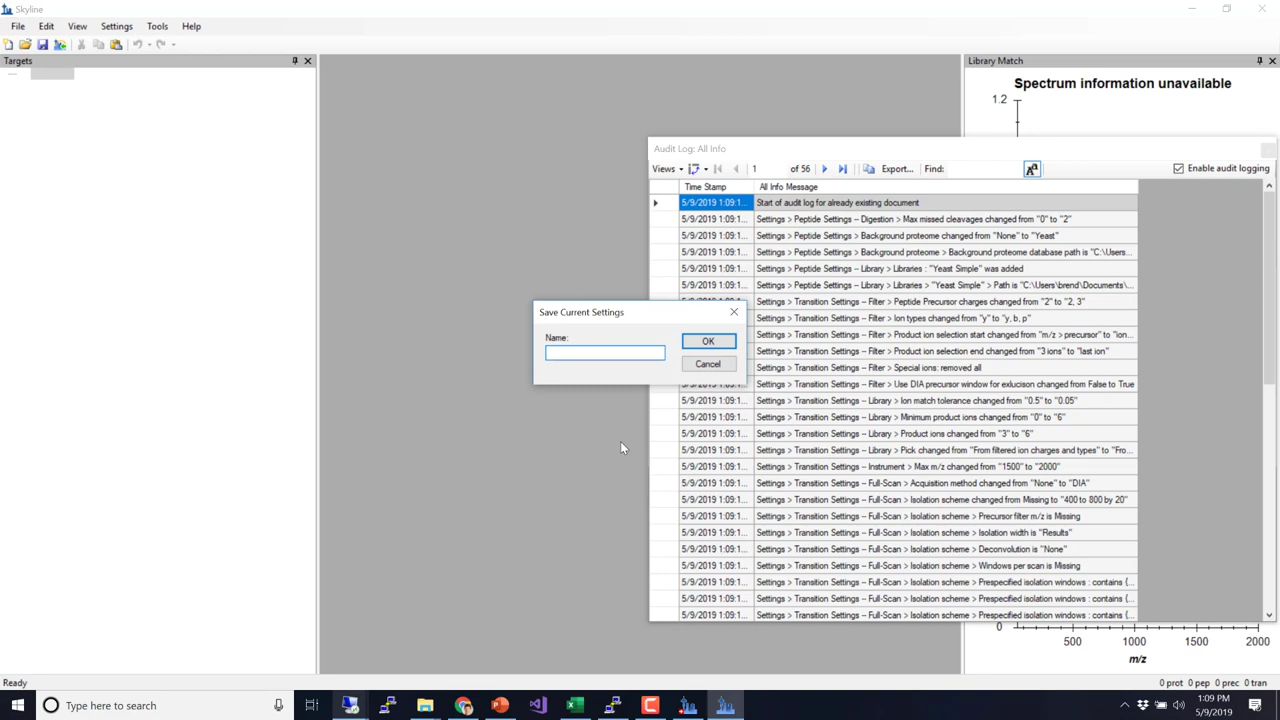 Skyline
File Edit View Settings Tools Help
Targets
Library Match
Spectrum information unavailable
1.2
Audit Log: All Info
Views 1 of 56 Export... Find: Enable audit logging
Time Stamp All Info Message
5/9/2019 1:09:1... Start of audit log for already existing document
5/9/2019 1:09:1... Settings > Peptide Settings -- Digestion > Max missed cleavages changed from "0" to "2"
5/9/2019 1:09:1... Settings > Peptide Settings > Background proteome changed from "None" to "Yeast"
5/9/2019 1:09:1... Settings > Peptide Settings > Background proteome > Background proteome database path is "C:\Users...
5/9/2019 1:09:1... Settings > Peptide Settings -- Library > Libraries : "Yeast Simple" was added
5/9/2019 1:09:1... Settings > Peptide Settings -- Library > Libraries > "Yeast Simple" > Path is "C:\Users\brend\Documents\...
5/9/2019 1:09:1... Settings > Transition Settings -- Filter > Peptide Precursor charges changed from "2" to "2, 3"
Save Current Settings
Name:
OK
Cancel
Settings > Transition Settings -- Filter > Ion types changed from "y" to "y, b, p"
Settings > Transition Settings -- Filter > Product ion selection start changed from "m/z > precursor" to "ion...
Settings > Transition Settings -- Filter > Product ion selection end changed from "3 ions" to "last ion"
Settings > Transition Settings -- Filter > Special ions: removed all
5/9/2019 1:09:1... Settings > Transition Settings -- Filter > Use DIA precursor window for exlucison changed from False to True
5/9/2019 1:09:1... Settings > Transition Settings -- Library > Ion match tolerance changed from "0.5" to "0.05"
5/9/2019 1:09:1... Settings > Transition Settings -- Library > Minimum product ions changed from "0" to "6"
5/9/2019 1:09:1... Settings > Transition Settings -- Library > Product ions changed from "3" to "6"
5/9/2019 1:09:1... Settings > Transition Settings -- Library > Pick changed from "From filtered ion charges and types" to "Fro...
5/9/2019 1:09:1... Settings > Transition Settings -- Instrument > Max m/z changed from "1500" to "2000"
5/9/2019 1:09:1... Settings > Transition Settings -- Full-Scan > Acquisition method changed from "None" to "DIA"
5/9/2019 1:09:1... Settings > Transition Settings -- Full-Scan > Isolation scheme changed from Missing to "400 to 800 by 20"
5/9/2019 1:09:1... Settings > Transition Settings -- Full-Scan > Isolation scheme > Precursor filter m/z is Missing
5/9/2019 1:09:1... Settings > Transition Settings -- Full-Scan > Isolation scheme > Isolation width is "Results"
5/9/2019 1:09:1... Settings > Transition Settings -- Full-Scan > Isolation scheme > Deconvolution is "None"
5/9/2019 1:09:1... Settings > Transition Settings -- Full-Scan > Isolation scheme > Windows per scan is Missing
5/9/2019 1:09:1... Settings > Transition Settings -- Full-Scan > Isolation scheme > Prespecified isolation windows : contains {...
5/9/2019 1:09:1... Settings > Transition Settings -- Full-Scan > Isolation scheme > Prespecified isolation windows : contains {...
5/9/2019 1:09:1... Settings > Transition Settings -- Full-Scan > Isolation scheme > Prespecified isolation windows : contains {...
0
500 1000 1500 2000
m/z
Ready
0 prot 0 pep 0 prec 0 tran
Type here to search
1:09 PM
5/9/2019